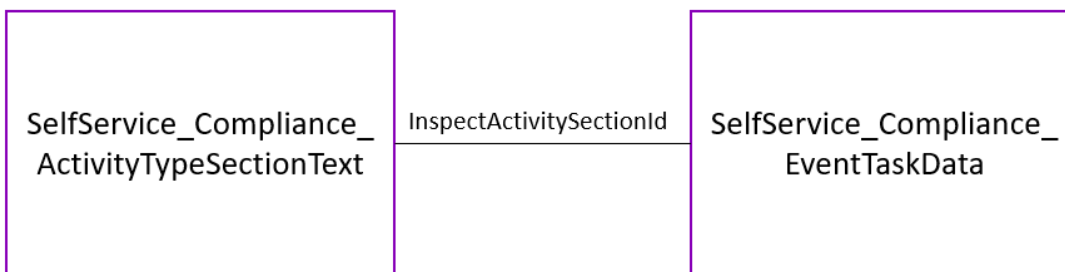 SelfService_Compliance_
ActivityTypeSectionText
InspectActivitySectionId
SelfService_Compliance_
EventTaskData